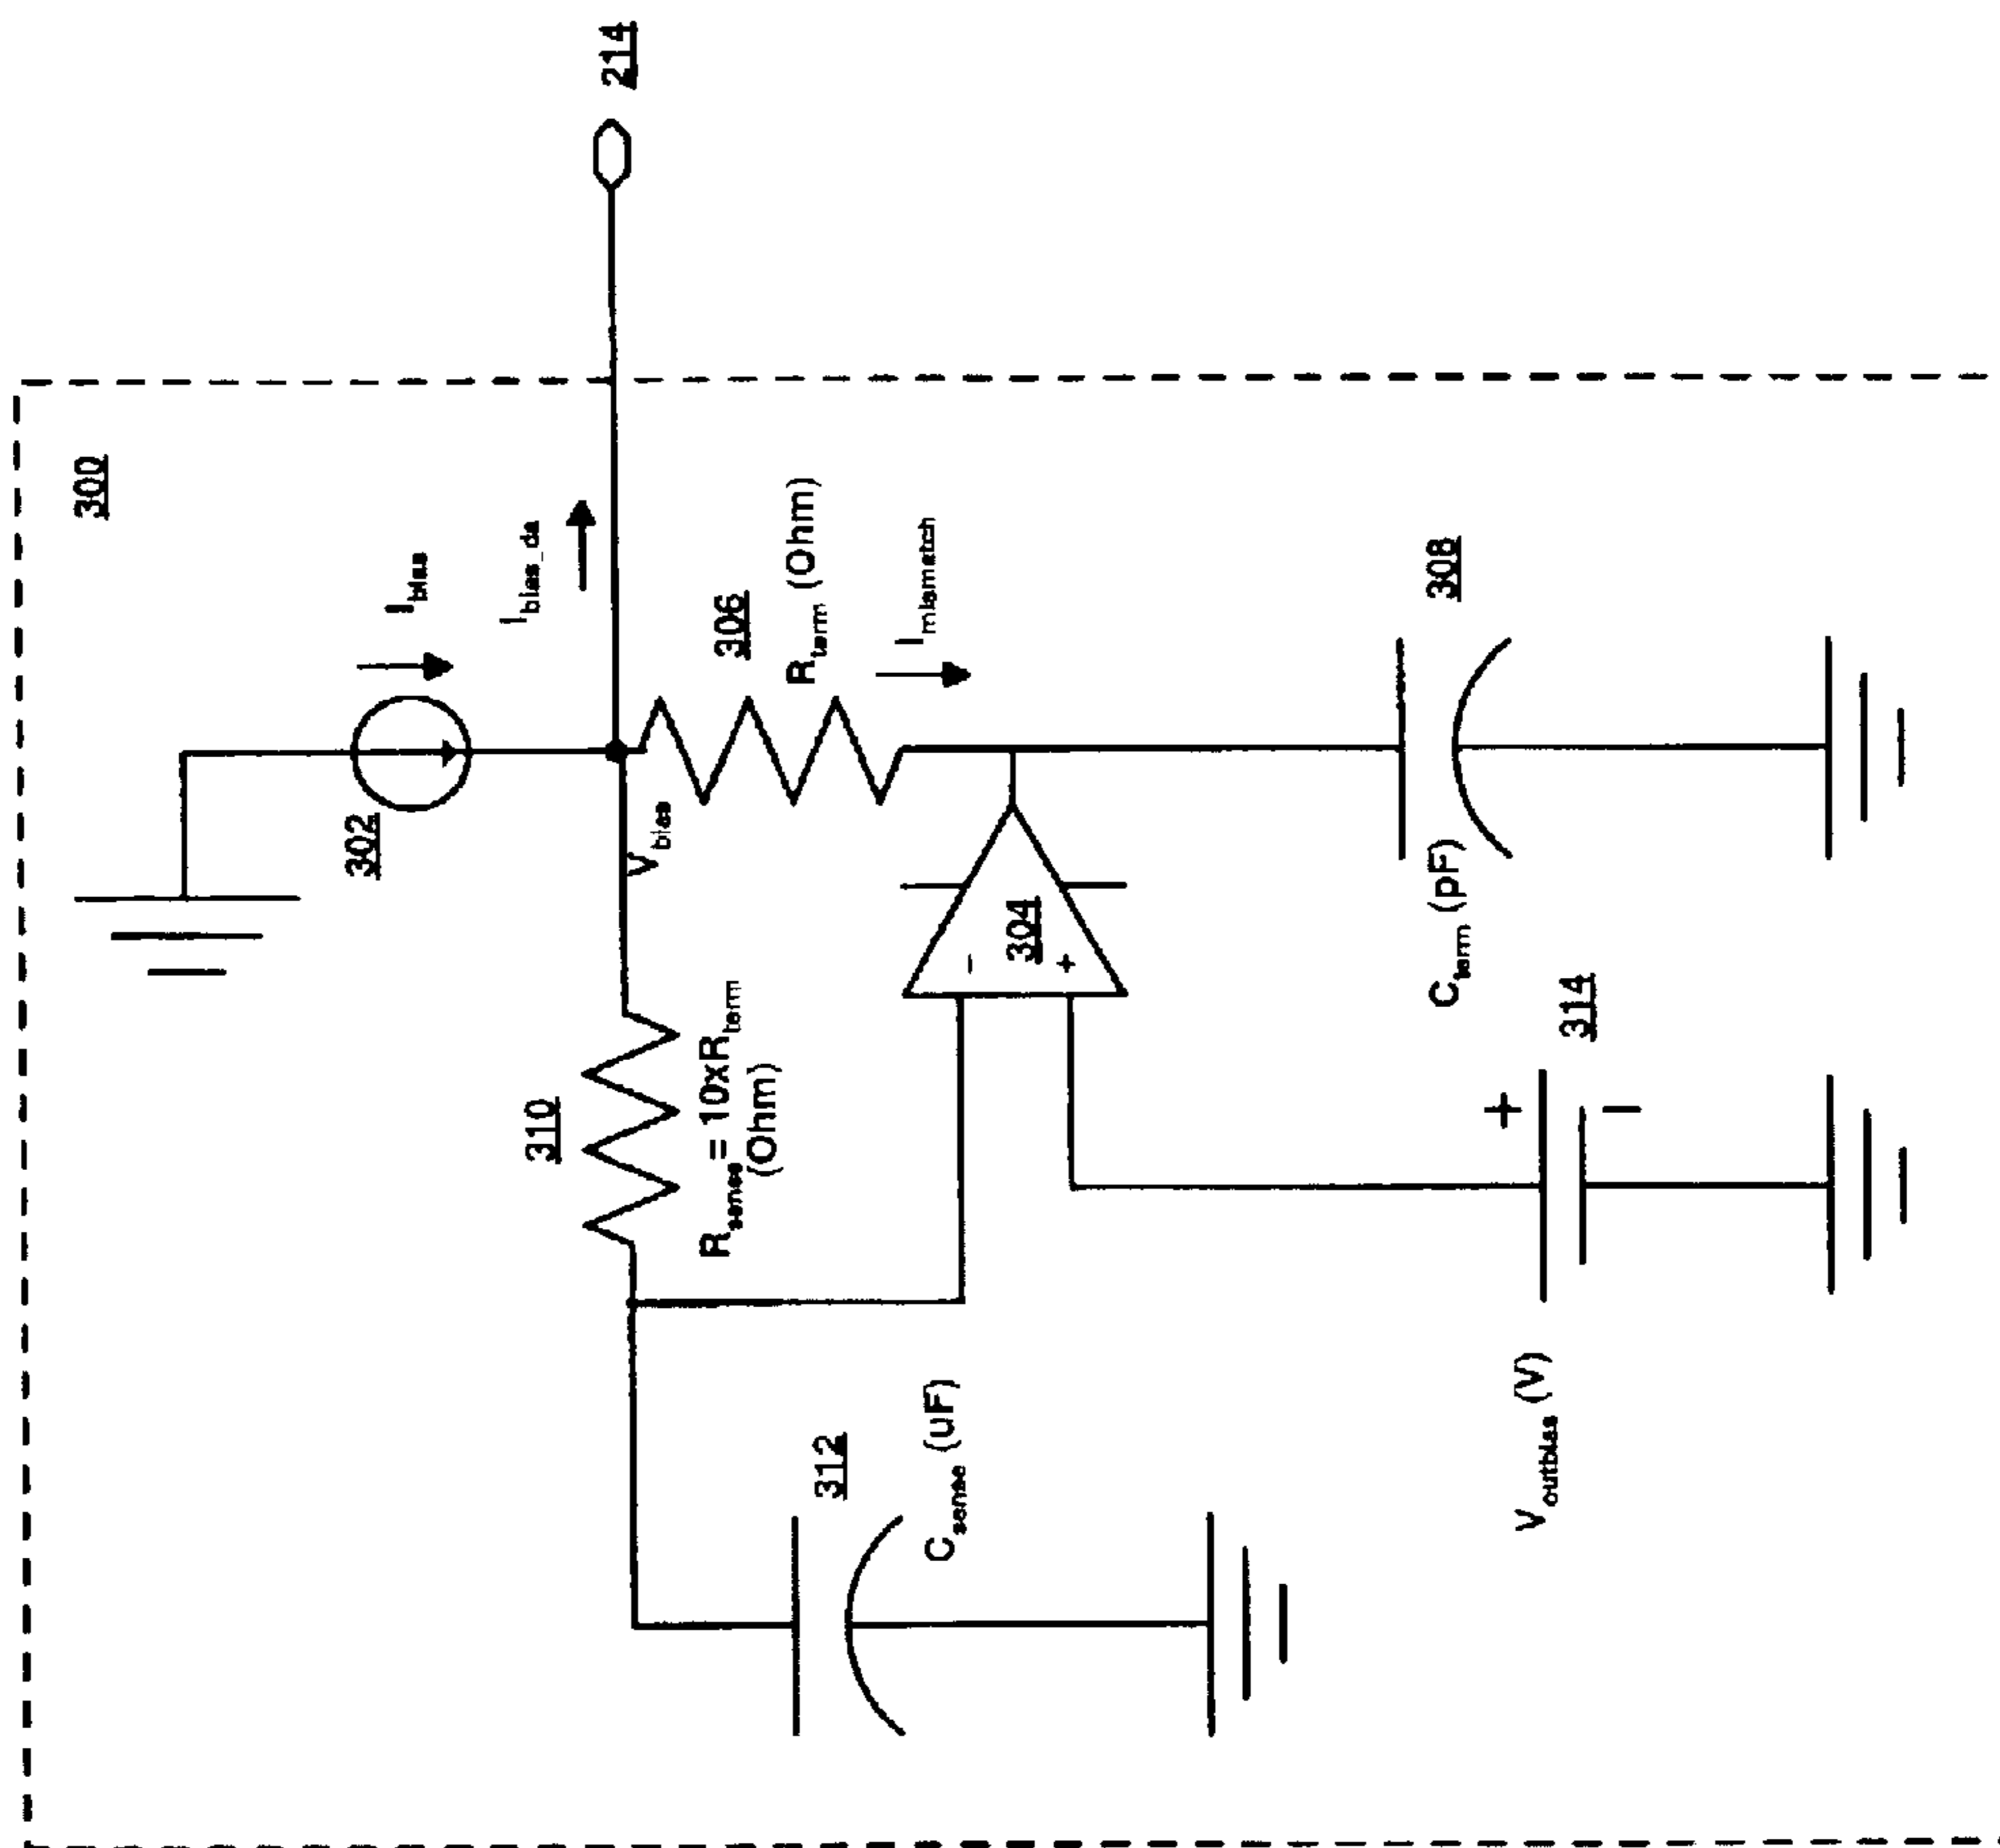 300
214
I_bias
302
I_bias_da
V_bias
306
R_term (Ohm)
I_mismatch
310
R_sense = 10xR_term
(Ohm)
-
304
+
312
C_sense (uF)
C_term (pF)
308
314
+
-
V_outbias (V)